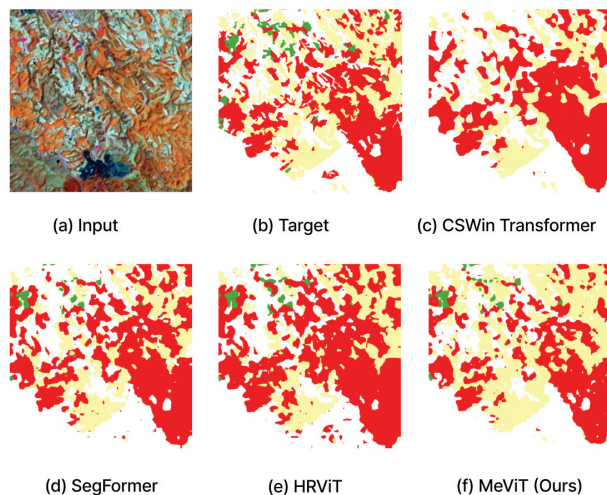 (a) Input
(b) Target
(c) CSWin Transformer
(d) SegFormer
(e) HRViT
(f) MeViT (Ours)